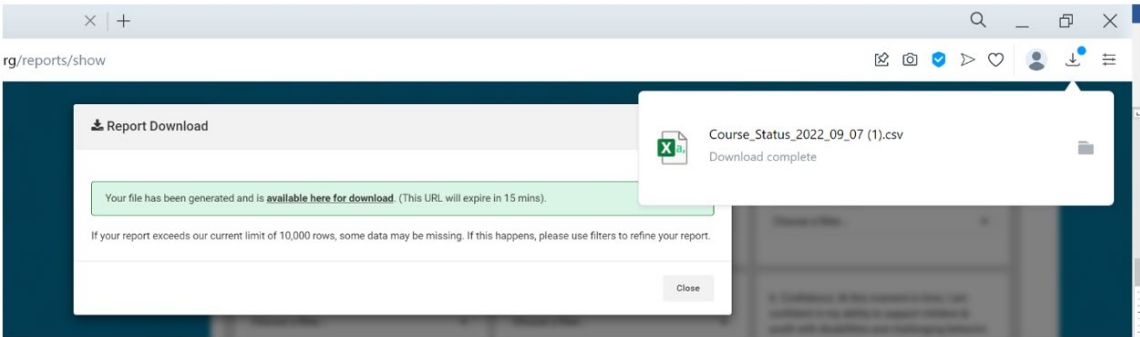 rg/reports/show
Report Download
Course_Status_2022_09_07 (1).csv
Download complete
Your file has been generated and is available here for download. (This URL will expire in 15 mins).
If your report exceeds our current limit of 10,000 rows, some data may be missing. If this happens, please use filters to refine your report.
Close